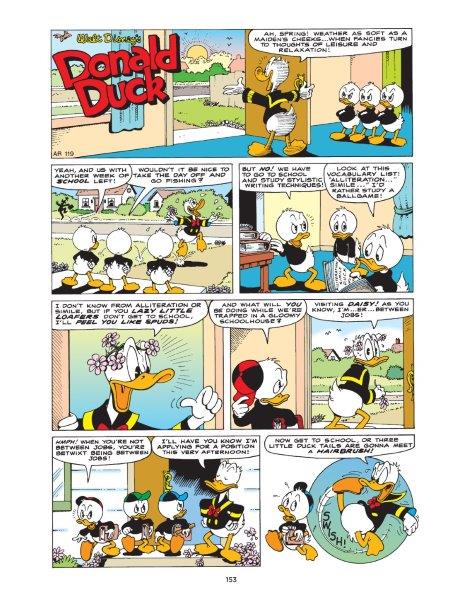 Walt Disney's
Donald
Duck
AR 119
AH, SPRING! WEATHER AS SOFT AS A
MAIDEN'S CHEEKS...WHEN FANCIES TURN
TO THOUGHTS OF LEISURE AND
RELAXATION!
YEAH, AND US WITH
ANOTHER WEEK OF
SCHOOL LEFT!
WOULDN'T IT BE NICE TO
TAKE THE DAY OFF AND
GO FISHING?
BUT NO! WE HAVE
TO GO TO SCHOOL
AND STUDY STYLISTIC
WRITING TECHNIQUES!
LOOK AT THIS
VOCABULARY LIST!
"ALLITERATION...
SIMILE..." I'D
RATHER STUDY A
BALLGAME!
I DON'T KNOW FROM ALLITERATION OR
SIMILE, BUT IF YOU LAZY LITTLE
LOAFERS DON'T GET TO SCHOOL,
I'LL PEEL YOU LIKE SPUDS!
AND WHAT WILL YOU
BE DOING WHILE WE'RE
TRAPPED IN A GLOOMY
SCHOOLHOUSE?
VISITING DAISY! AS YOU
KNOW, I'M...ER...BETWEEN
JOBS!
KMPH! WHEN YOU'RE NOT
BETWEEN JOBS, YOU'RE
BETWIXT BEING BETWEEN
JOBS!
I'LL HAVE YOU KNOW I'M
APPLYING FOR A POSITION
THIS VERY AFTERNOON!
NOW GET TO SCHOOL, OR THREE
LITTLE DUCK TAILS ARE GONNA
MEET A
HAIRBRUSH!
SWISH!
153